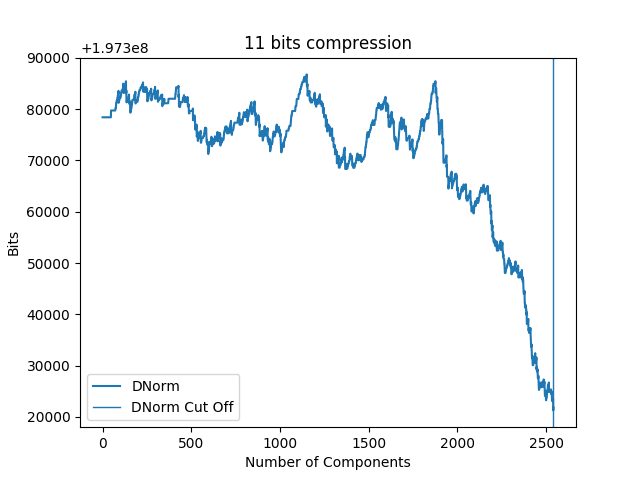 11 bits compression
+1.973e8
90000
80000
70000
60000
50000
40000
30000
20000
Bits
DNorm
DNorm Cut Off
0 500 1000 1500 2000 2500
Number of Components